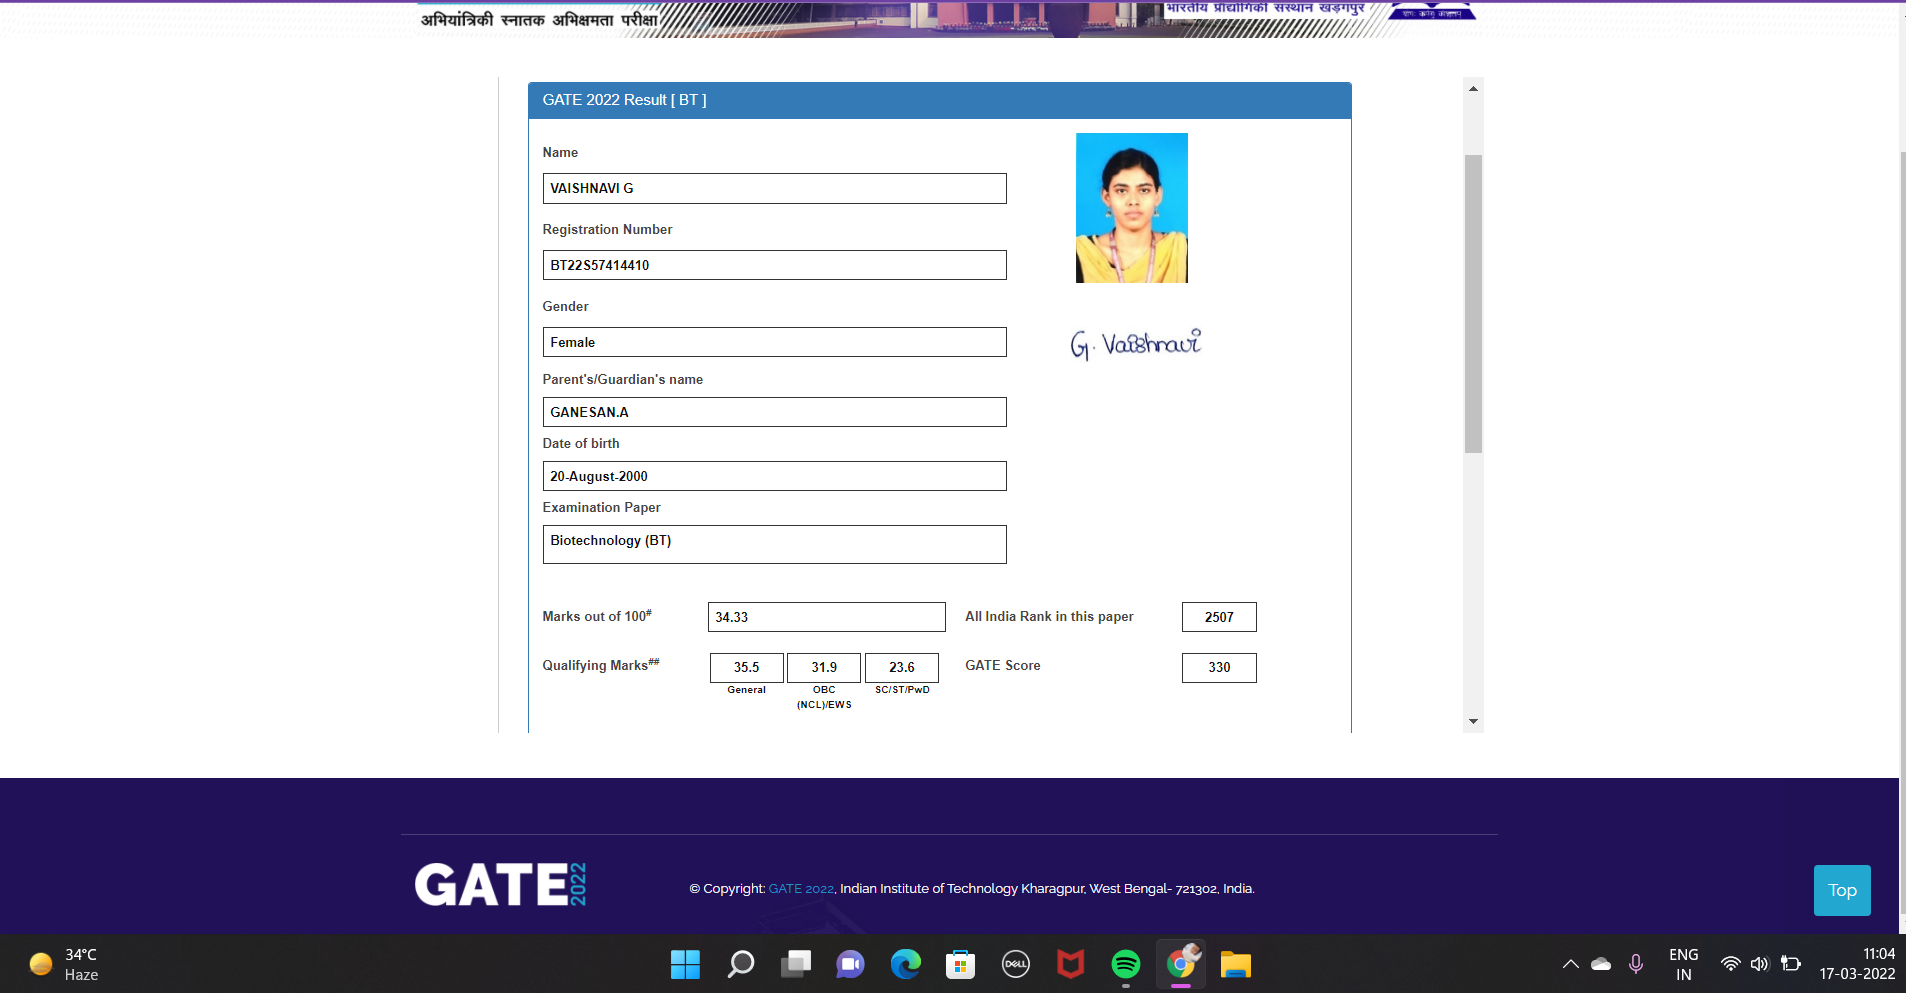 अभियांत्रिकी स्नातक अभिक्षमता परीक्षा
भारतीय प्रौद्योगिकी संस्थान खड़गपुर
GATE 2022 Result [ BT ]
Name
VAISHNAVI G
Registration Number
BT22S57414410
Gender
Female
G. Vaishnavi
Parent's/Guardian's name
GANESAN.A
Date of birth
20-August-2000
Examination Paper
Biotechnology (BT)
Marks out of 100# 34.33 All India Rank in this paper 2507
Qualifying Marks## 35.5 31.9 23.6 GATE Score 330
General OBC SC/ST/PwD
(NCL)/EWS
GATE 2022
© Copyright: GATE 2022, Indian Institute of Technology Kharagpur, West Bengal- 721302, India.
Top
34°C
Haze
DELL
ENG
IN
11:04
17-03-2022